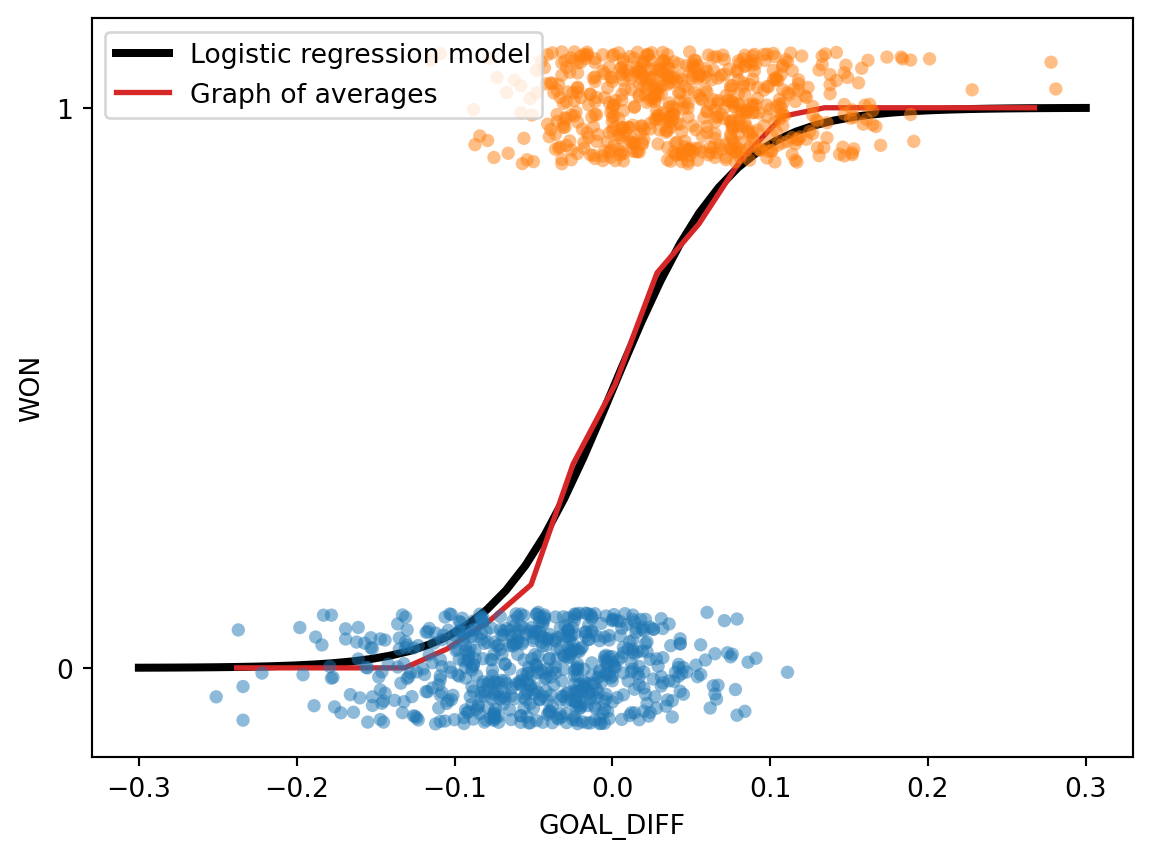 Logistic regression model
Graph of averages
1
WON
0
−0.3 −0.2 −0.1 0.0 0.1 0.2 0.3
GOAL_DIFF